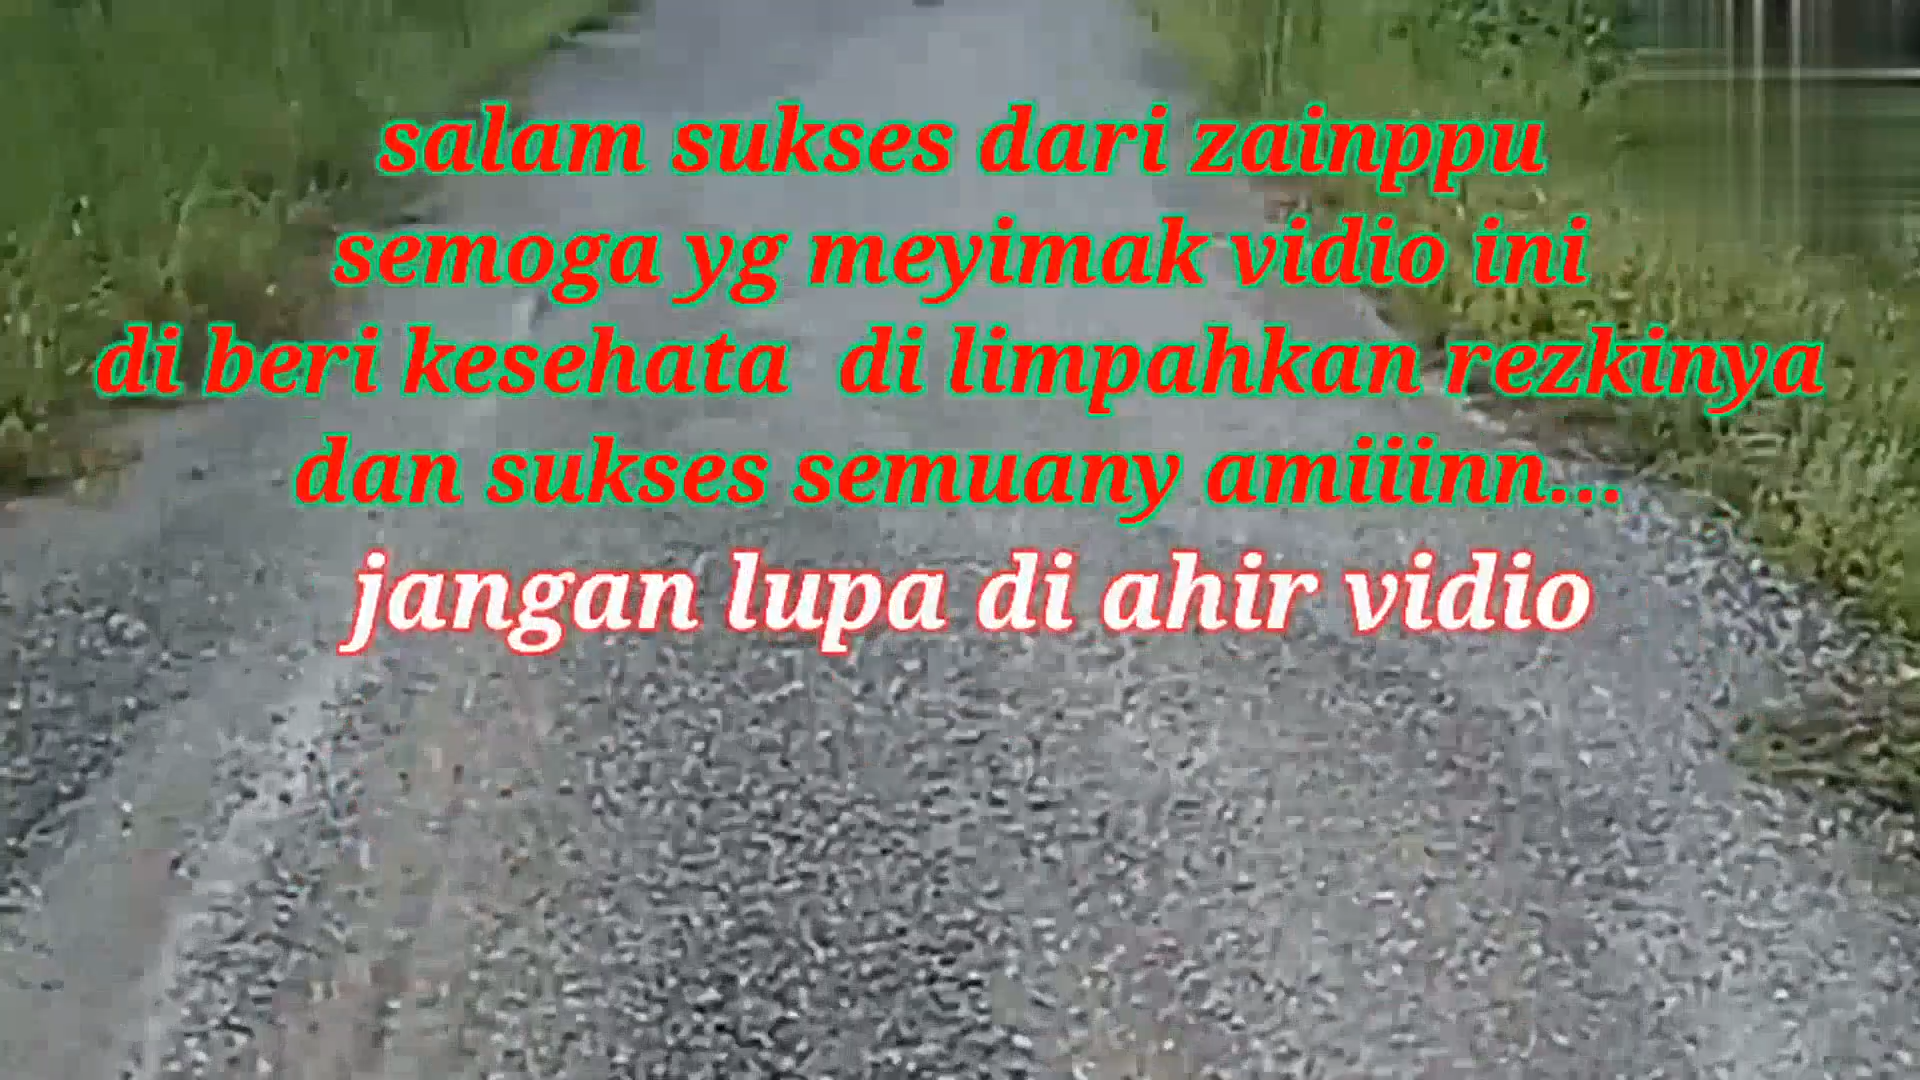 salam sukses dari zainppu
semoga yg meyimak vidio ini
di beri kesehata  di limpahkan rezkinya
dan sukses semuany amiiinn...
jangan lupa di ahir vidio